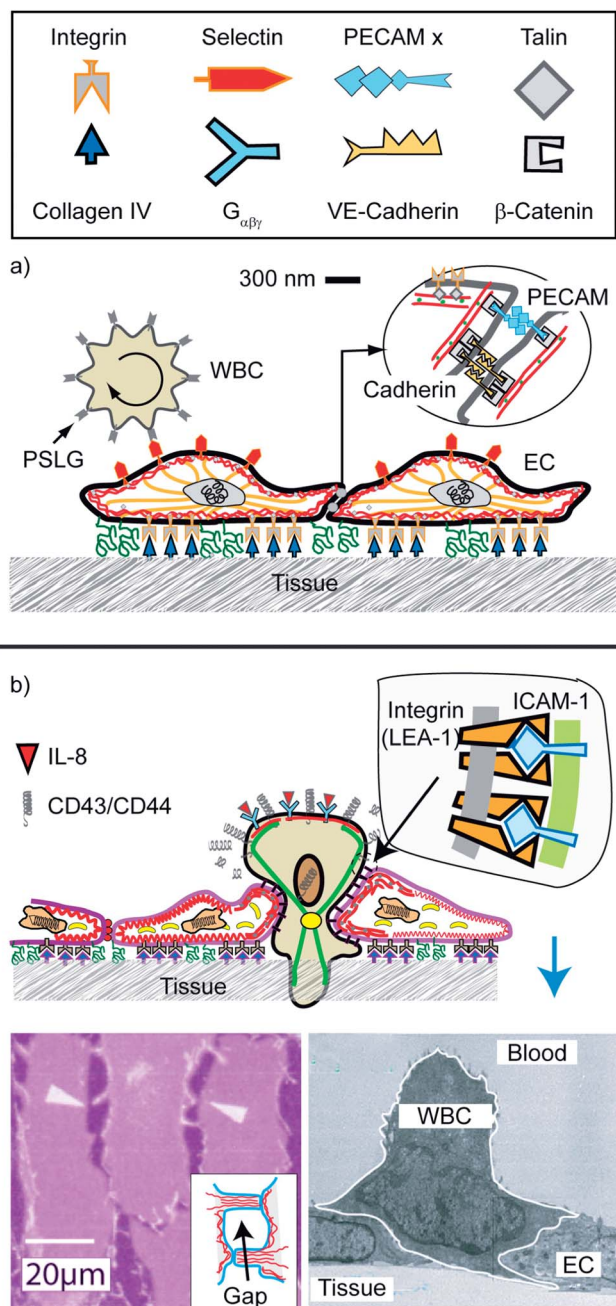 Integrin
Selectin
PECAM x
Talin
Collagen IV
Gαβγ
VE-Cadherin
β-Catenin
a)
300 nm
PECAM
WBC
Cadherin
PSLG
EC
Tissue
b)
ICAM-1
Integrin
(LEA-1)
IL-8
CD43/CD44
Tissue
Blood
WBC
20µm
Gap
EC
Tissue